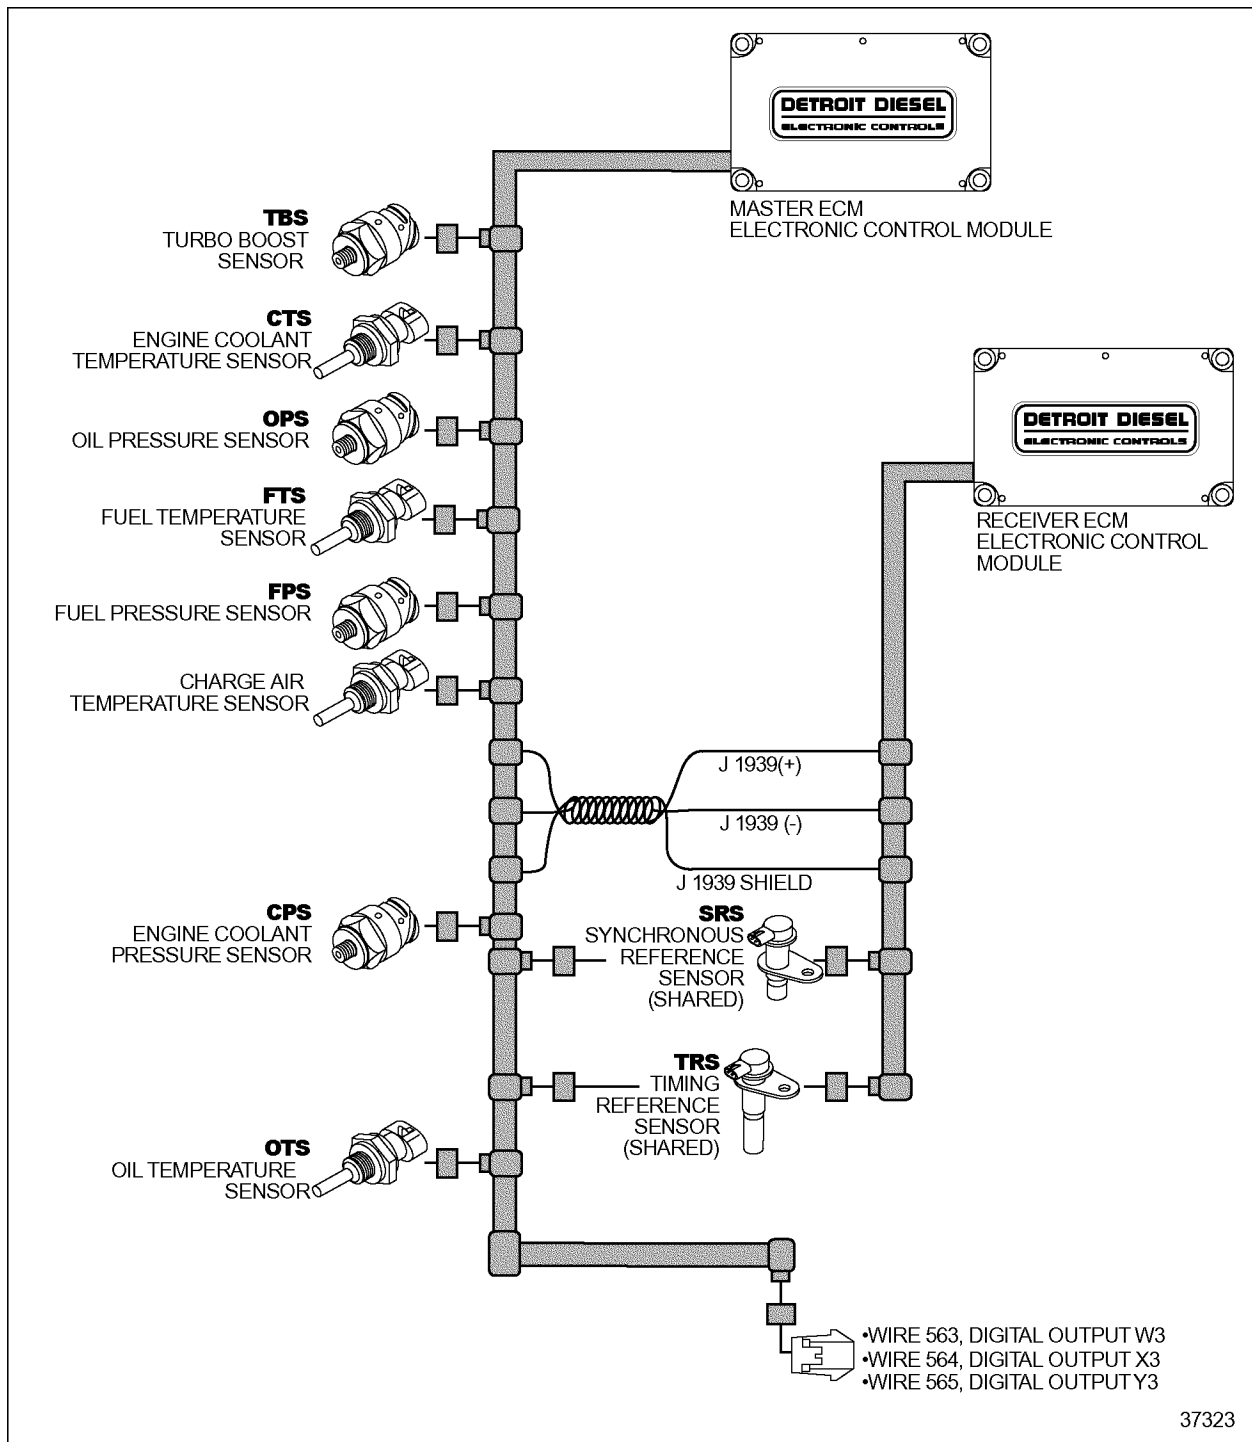 DETROIT DIESEL
ELECTRONIC CONTROLS
MASTER ECM
ELECTRONIC CONTROL MODULE
TBS
TURBO BOOST
SENSOR
CTS
ENGINE COOLANT
TEMPERATURE SENSOR
DETROIT DIESEL
ELECTRONIC CONTROLS
RECEIVER ECM
ELECTRONIC CONTROL
MODULE
OPS
OIL PRESSURE SENSOR
FTS
FUEL TEMPERATURE
SENSOR
FPS
FUEL PRESSURE SENSOR
CHARGE AIR
TEMPERATURE SENSOR
J 1939(+)
J 1939 (-)
J 1939 SHIELD
CPS
ENGINE COOLANT
PRESSURE SENSOR
SRS
SYNCHRONOUS
REFERENCE
SENSOR
(SHARED)
TRS
TIMING
REFERENCE
SENSOR
(SHARED)
OTS
OIL TEMPERATURE
SENSOR
•WIRE 563, DIGITAL OUTPUT W3
•WIRE 564, DIGITAL OUTPUT X3
•WIRE 565, DIGITAL OUTPUT Y3
37323